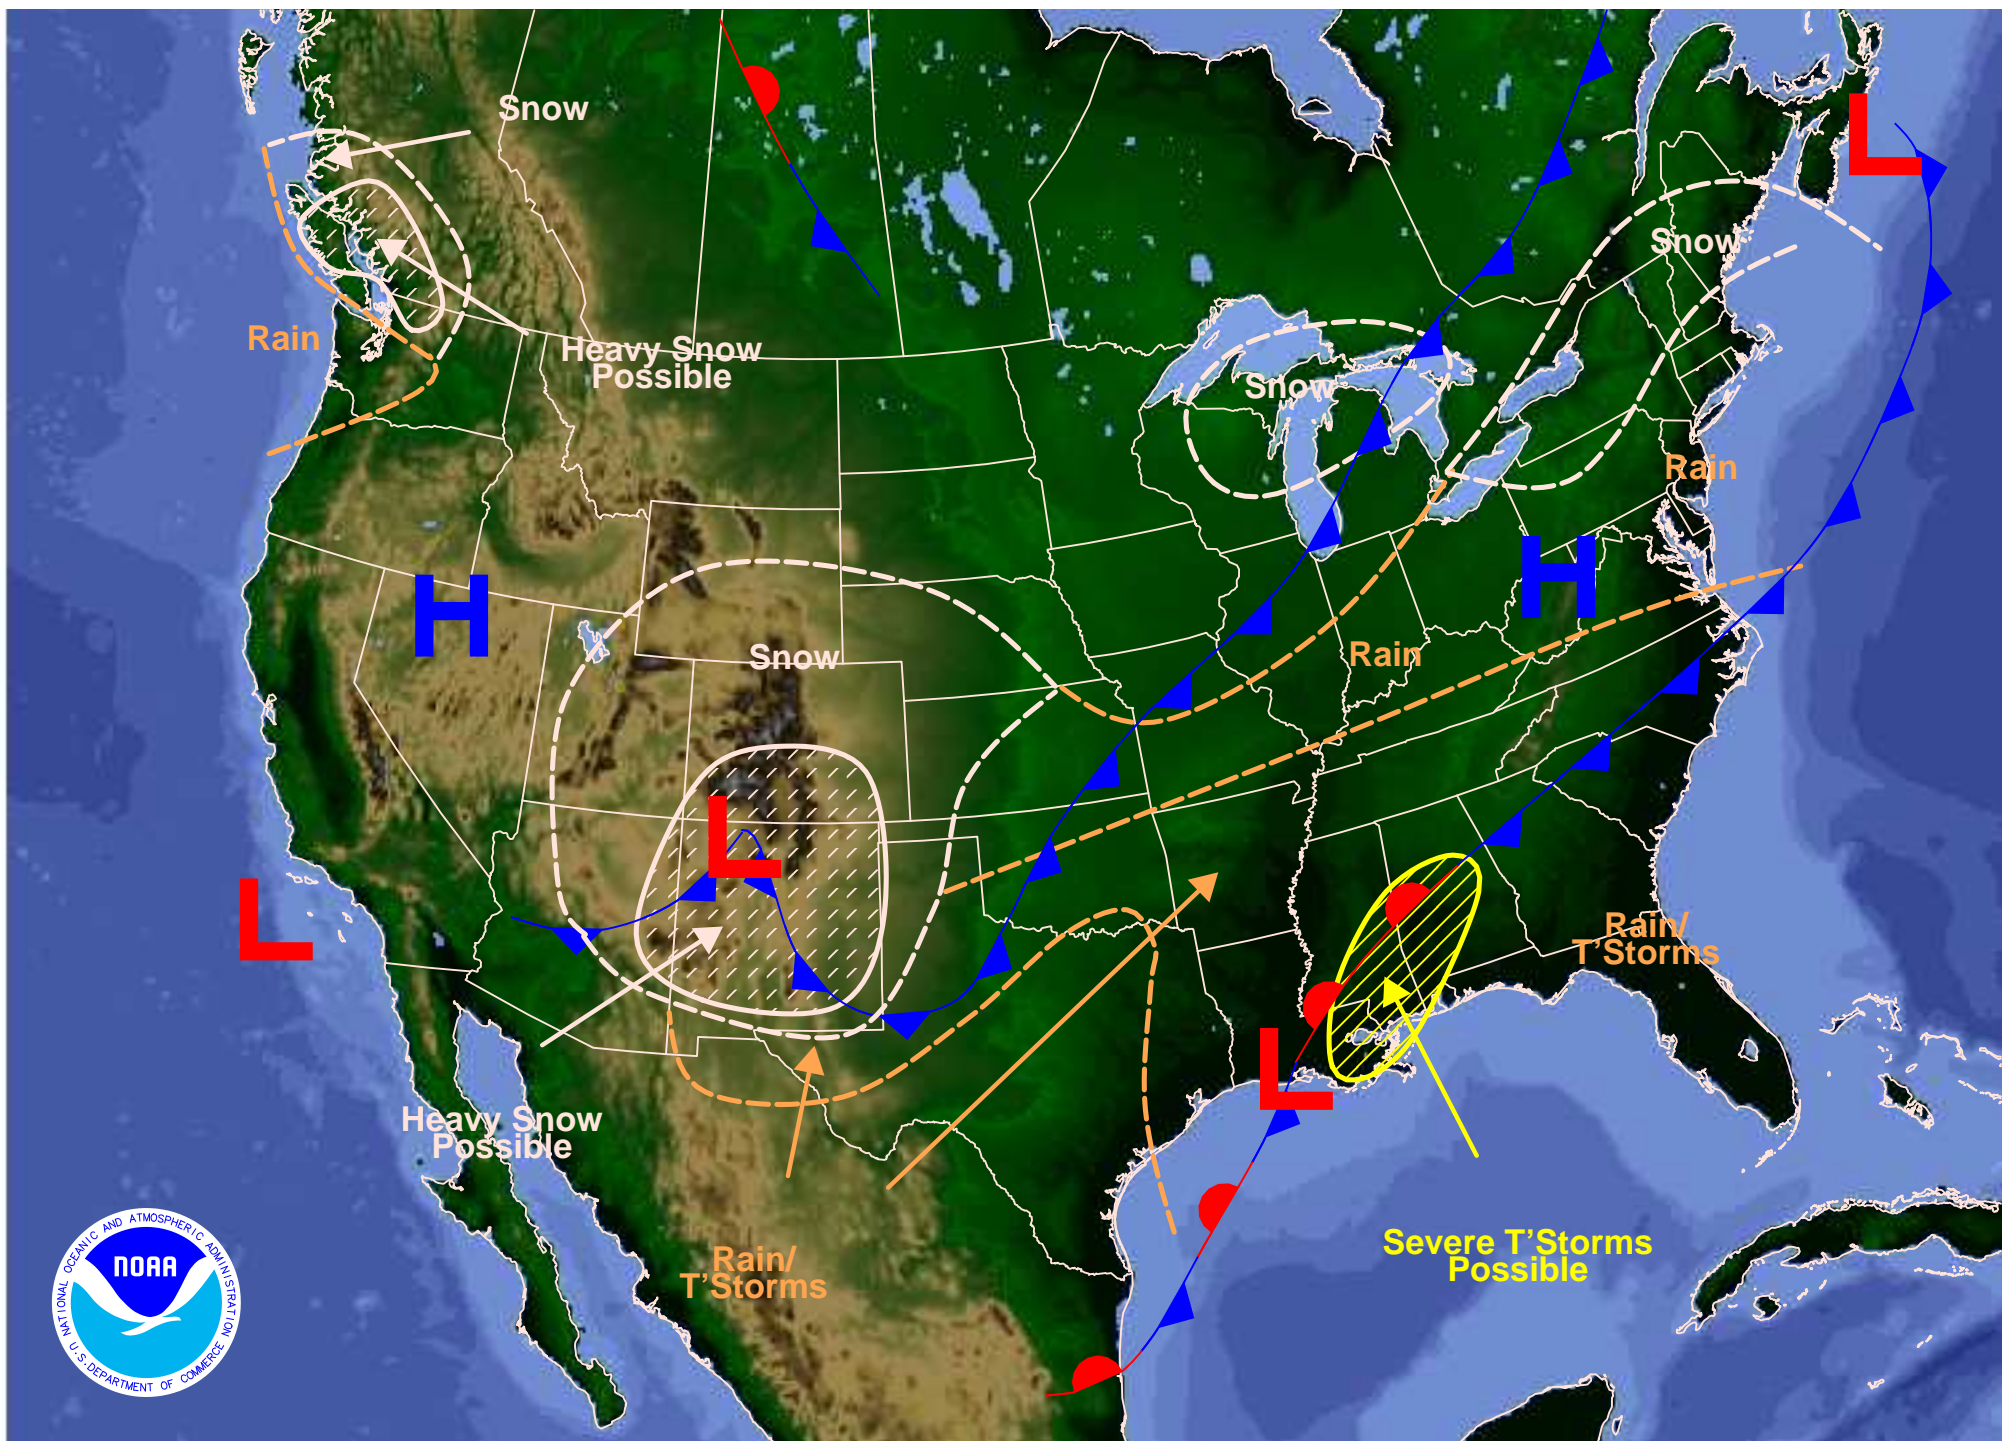 Snow
Snow
Rain
Heavy Snow
Possible
Snow
Rain
Rain
Snow
H
H
L
L
L
L
Rain/
T'Storms
Heavy Snow
Possible
Rain/
T'Storms
Severe T'Storms
Possible
NATIONAL OCEANIC AND ATMOSPHERIC ADMINISTRATION
NOAA
U.S. DEPARTMENT OF COMMERCE